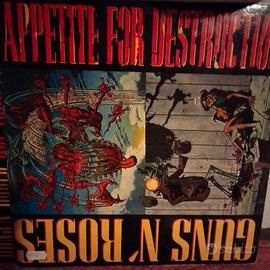 APPETITE FOR DESTRUCTIO
GUNS N' ROSES